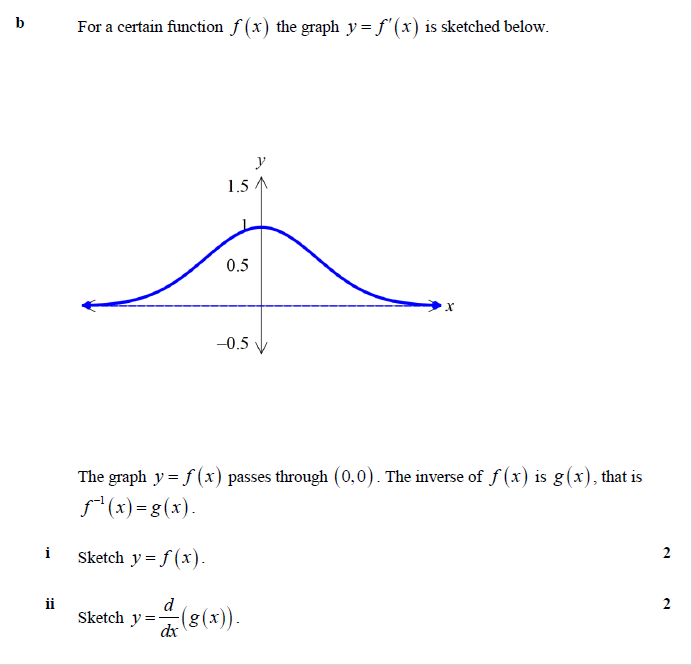 b For a certain function f(x) the graph y = f'(x) is sketched below.
y
1.5
1
0.5
x
–0.5
The graph y = f(x) passes through (0,0). The inverse of f(x) is g(x), that is
f⁻¹(x) = g(x).
i Sketch y = f(x). 2
ii Sketch y = d/dx (g(x)). 2